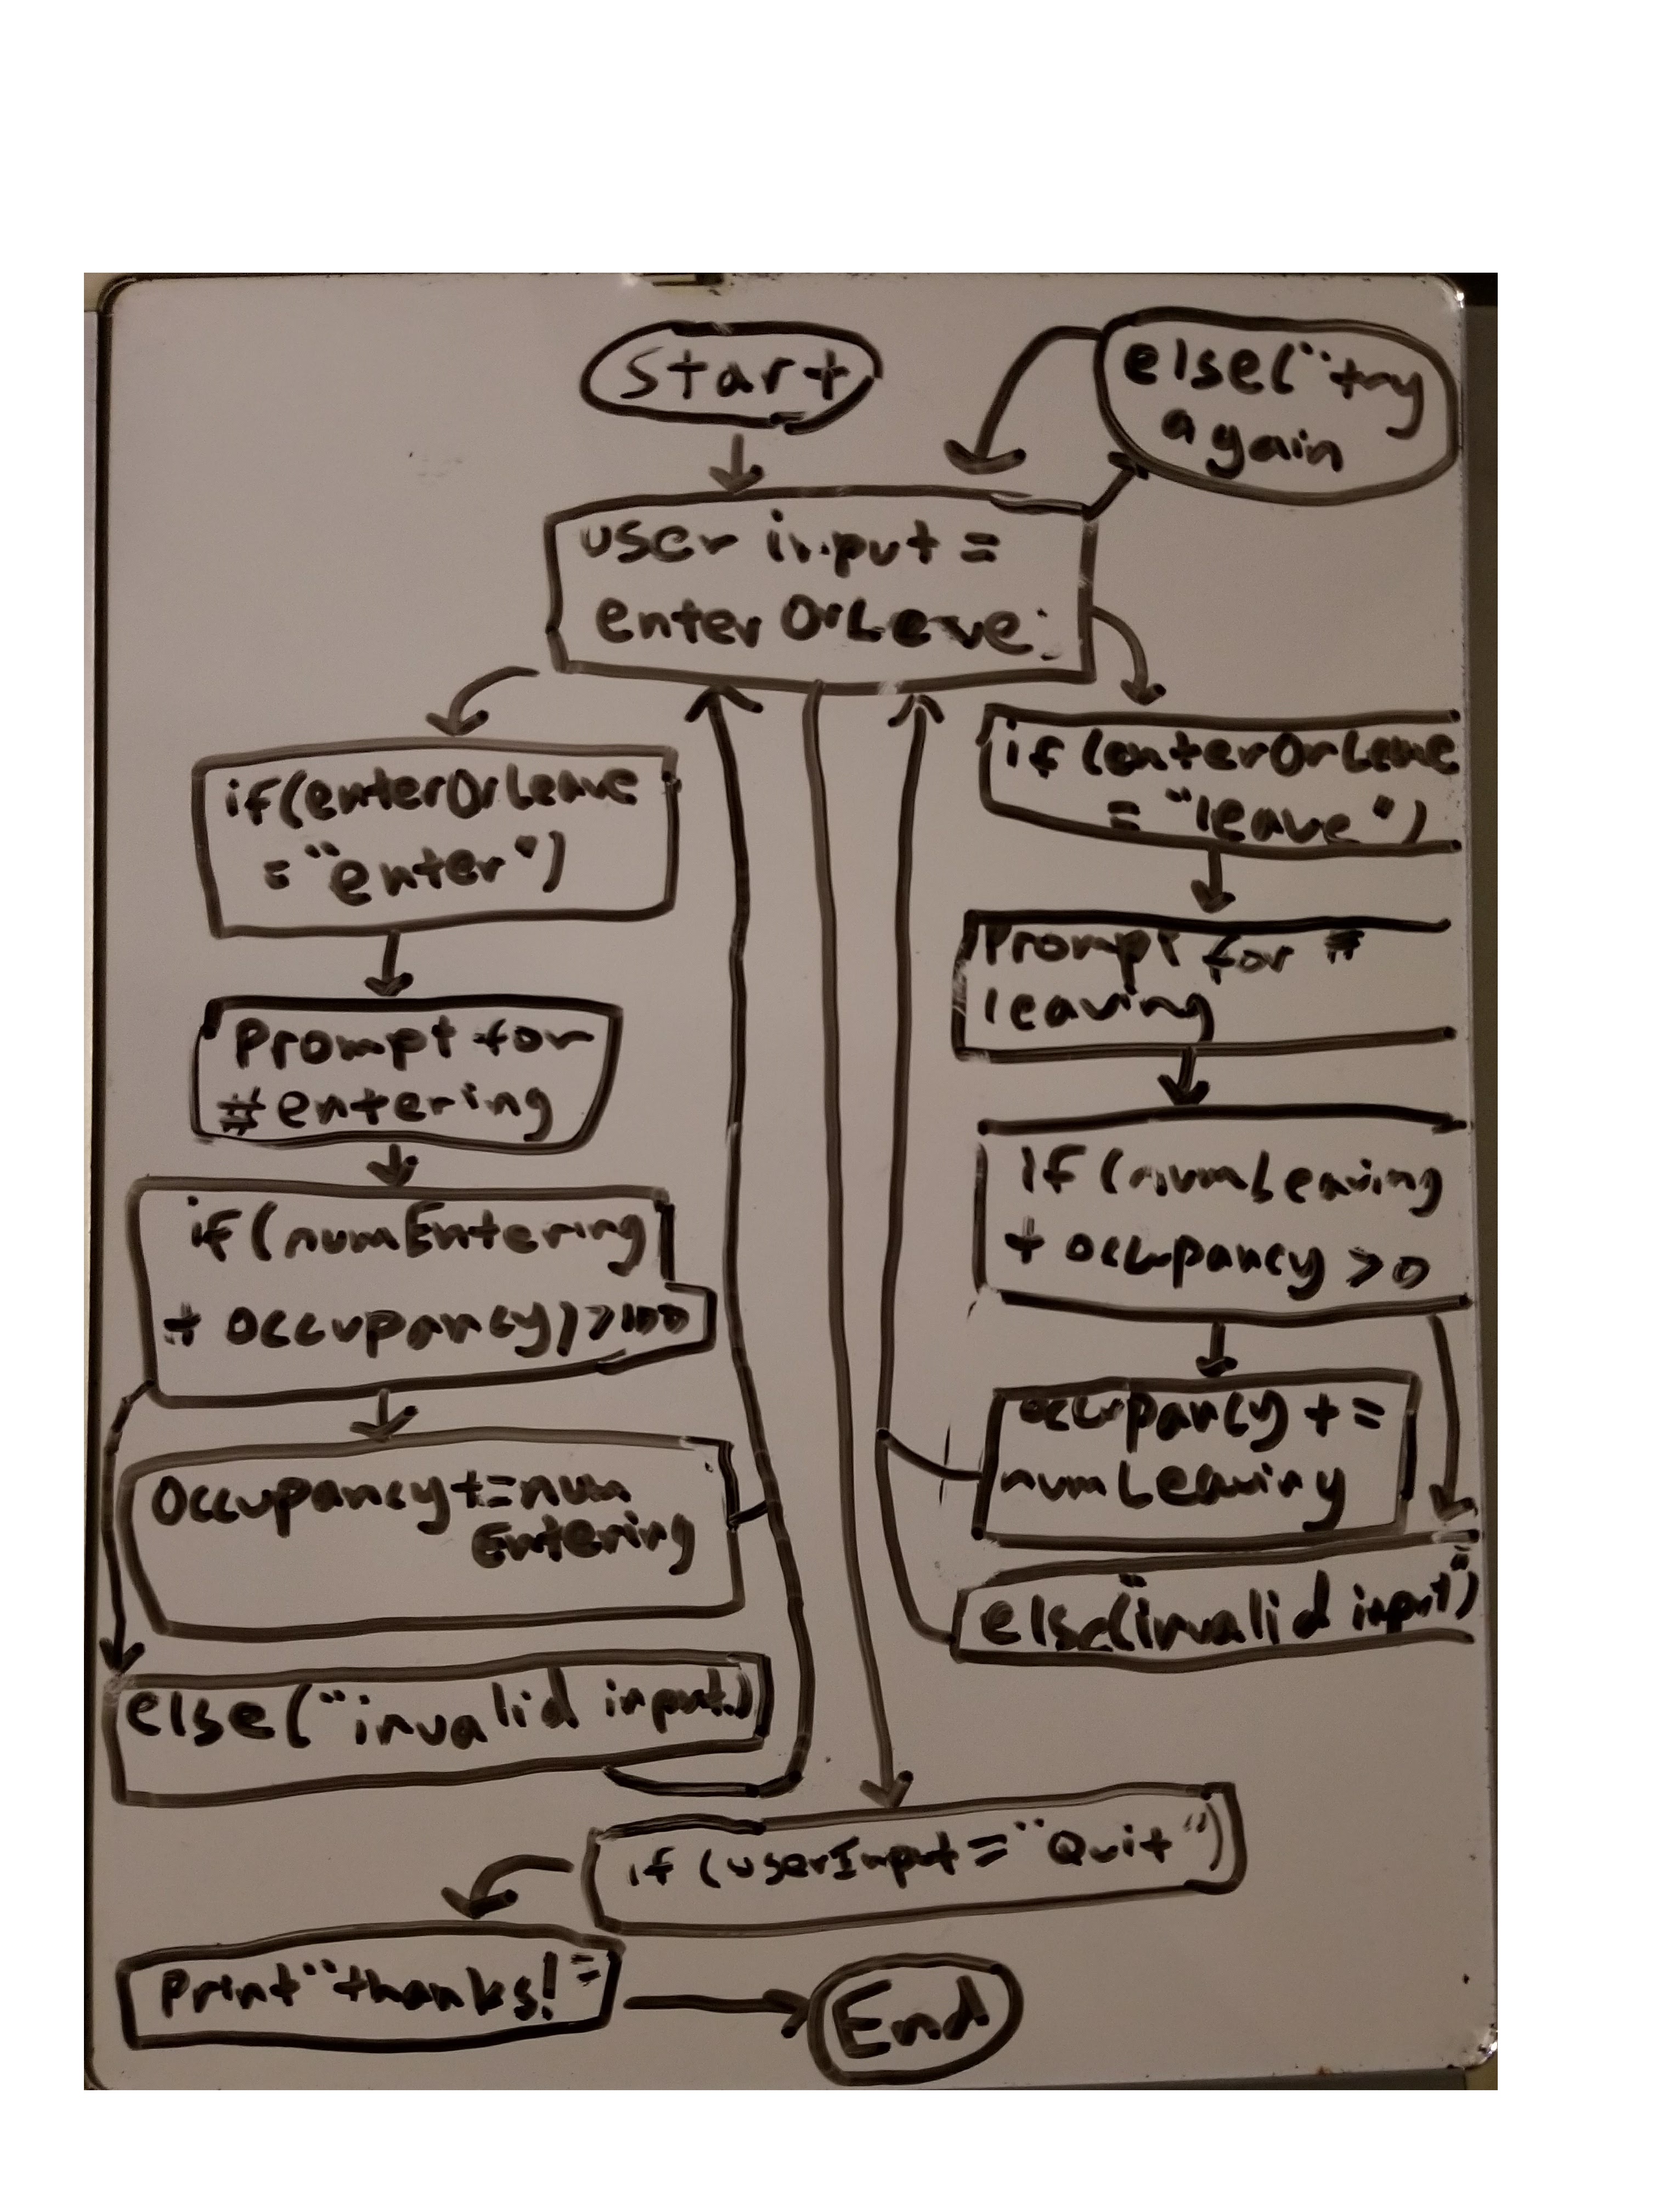 Start
else("try
again
user input =
enterOrLeve:
if(enterOrLeave
= "enter")
Prompt for
#entering
if(numEntering
+ occupancy))>100
Occupancy+=num
Entering
else("invalid input)
if(enterOrLeave
= "leave")
Prompt for #
leaving
If (numLeaving
+ occupancy >0
occupancy +=
numLeaving
else("invalid input")
if (userInput="Quit")
Print "thanks!"
End